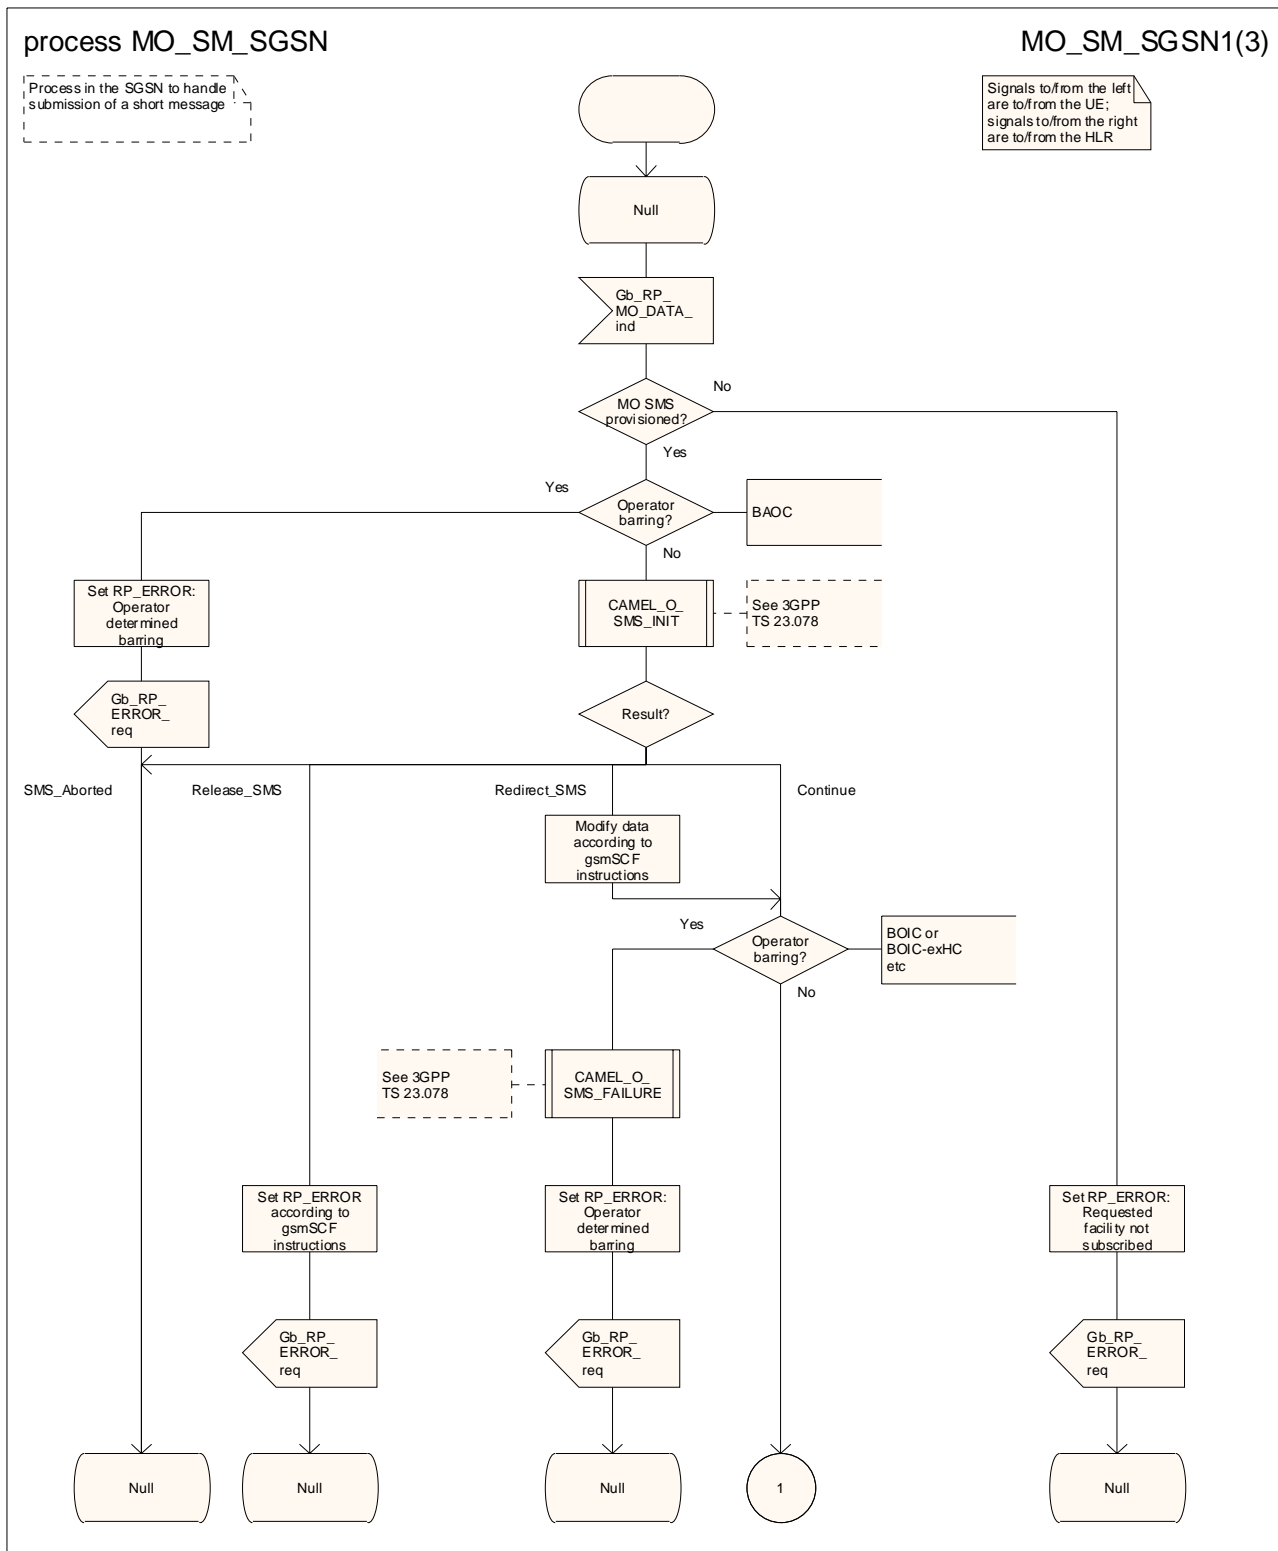 process MO_SM_SGSN
MO_SM_SGSN1(3)
Process in the SGSN to handle
submission of a short message
Signals to/from the left
are to/from the UE;
signals to/from the right
are to/from the HLR
Null
Gb_RP_
MO_DATA_
ind
No
MO SMS
provisioned?
Yes
Yes
Operator
barring?
BAOC
No
Set RP_ERROR:
Operator
determined
barring
CAMEL_O_
SMS_INIT
See 3GPP
TS 23.078
Gb_RP_
ERROR_
req
Result?
SMS_Aborted
Release_SMS
Redirect_SMS
Continue
Modify data
according to
gsmSCF
instructions
Yes
Operator
barring?
BOIC or
BOIC-exHC
etc
No
See 3GPP
TS 23.078
CAMEL_O_
SMS_FAILURE
Set RP_ERROR
according to
gsmSCF
instructions
Set RP_ERROR:
Operator
determined
barring
Set RP_ERROR:
Requested
facility not
subscribed
Gb_RP_
ERROR_
req
Gb_RP_
ERROR_
req
Gb_RP_
ERROR_
req
Null
Null
Null
1
Null